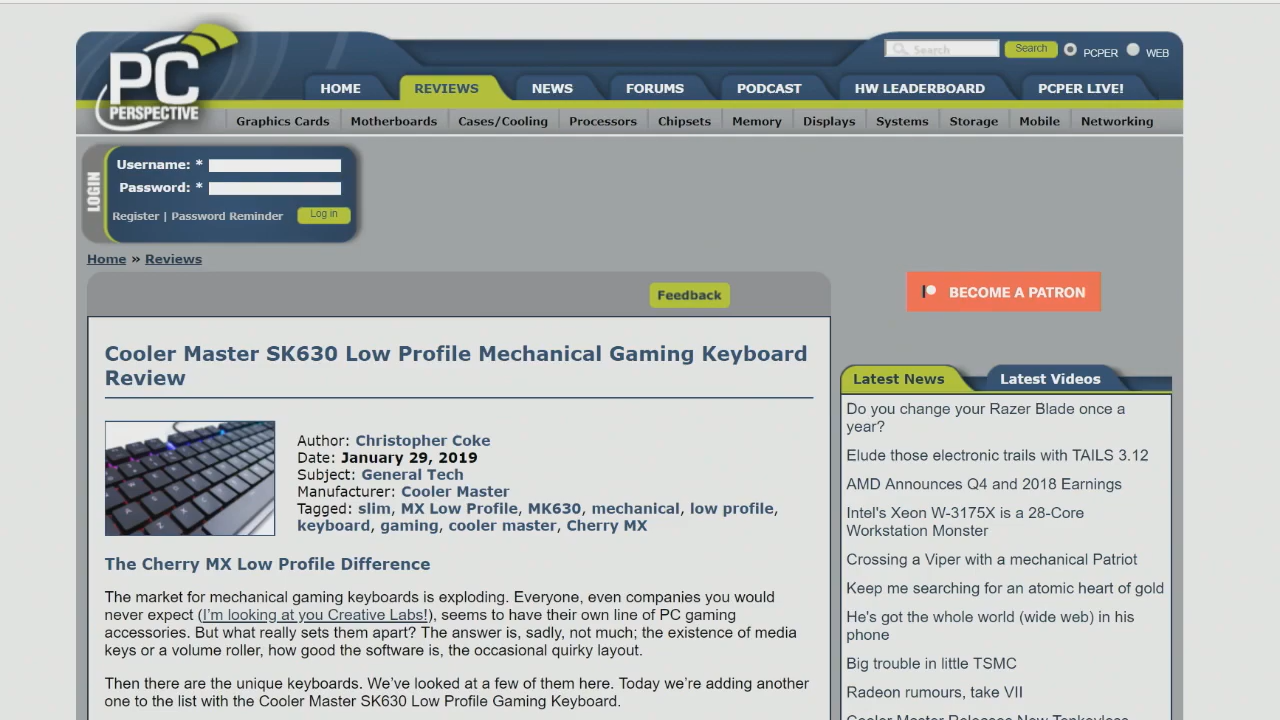 PC
PERSPECTIVE
Search
Search
PCPER
WEB
HOME
REVIEWS
NEWS
FORUMS
PODCAST
HW LEADERBOARD
PCPER LIVE!
Graphics Cards
Motherboards
Cases/Cooling
Processors
Chipsets
Memory
Displays
Systems
Storage
Mobile
Networking
LOGIN
Username: *
Password: *
Register | Password Reminder
Log in
Home » Reviews
Feedback
BECOME A PATRON
Cooler Master SK630 Low Profile Mechanical Gaming Keyboard
Review
Author: Christopher Coke
Date: January 29, 2019
Subject: General Tech
Manufacturer: Cooler Master
Tagged: slim, MX Low Profile, MK630, mechanical, low profile,
keyboard, gaming, cooler master, Cherry MX
The Cherry MX Low Profile Difference
The market for mechanical gaming keyboards is exploding. Everyone, even companies you would
never expect (I'm looking at you Creative Labs!), seems to have their own line of PC gaming
accessories. But what really sets them apart? The answer is, sadly, not much; the existence of media
keys or a volume roller, how good the software is, the occasional quirky layout.
Then there are the unique keyboards. We've looked at a few of them here. Today we're adding another
one to the list with the Cooler Master SK630 Low Profile Gaming Keyboard.
Latest News
Latest Videos
Do you change your Razer Blade once a
year?
Elude those electronic trails with TAILS 3.12
AMD Announces Q4 and 2018 Earnings
Intel's Xeon W-3175X is a 28-Core
Workstation Monster
Crossing a Viper with a mechanical Patriot
Keep me searching for an atomic heart of gold
He's got the whole world (wide web) in his
phone
Big trouble in little TSMC
Radeon rumours, take VII
Cooler Master Releases New Tenkeyless